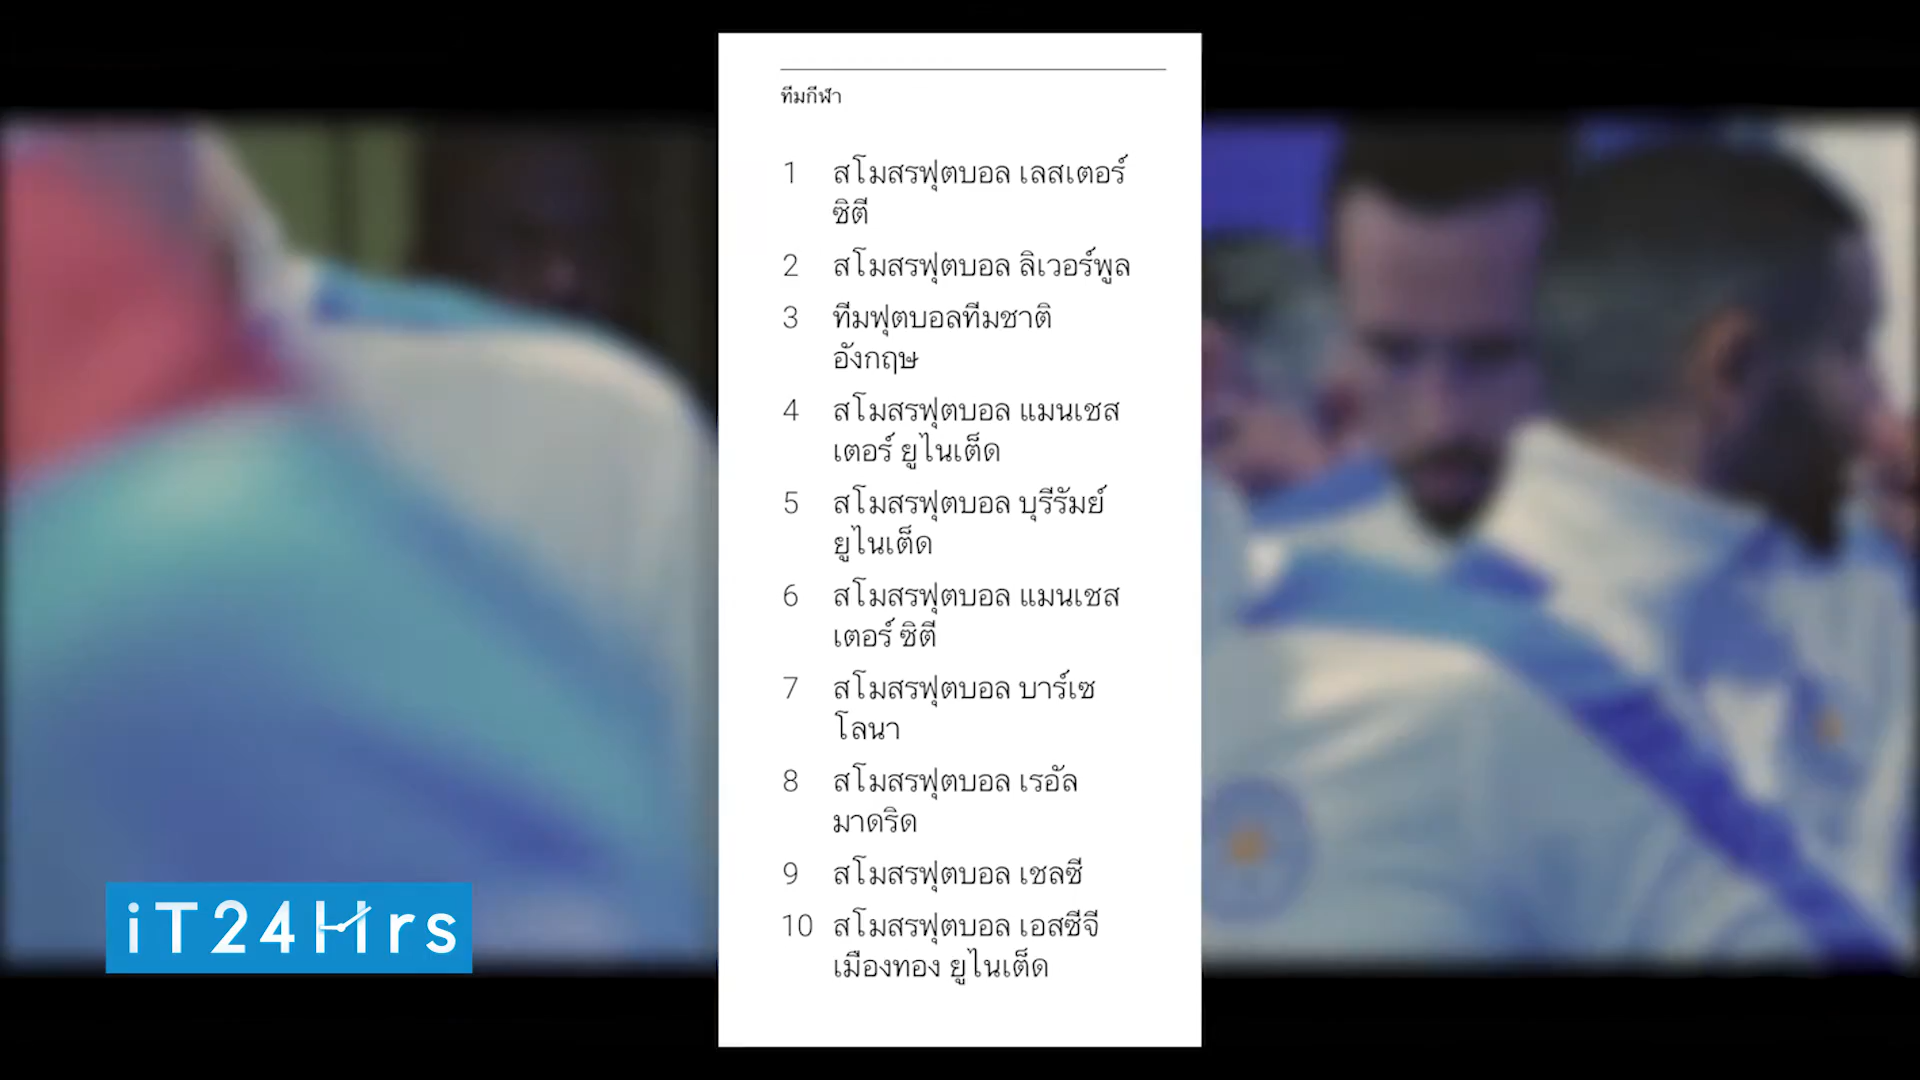 ทีมกีฬา
1 สโมสรฟุตบอล เลสเตอร์
ซิตี
2 สโมสรฟุตบอล ลิเวอร์พูล
3 ทีมฟุตบอลทีมชาติ
อังกฤษ
4 สโมสรฟุตบอล แมนเชส
เตอร์ ยูไนเต็ด
5 สโมสรฟุตบอล บุรีรัมย์
ยูไนเต็ด
6 สโมสรฟุตบอล แมนเชส
เตอร์ ซิตี
7 สโมสรฟุตบอล บาร์เซ
โลนา
8 สโมสรฟุตบอล เรอัล
มาดริด
9 สโมสรฟุตบอล เชลซี
10 สโมสรฟุตบอล เอสซีจี
เมืองทอง ยูไนเต็ด
iT24Hrs